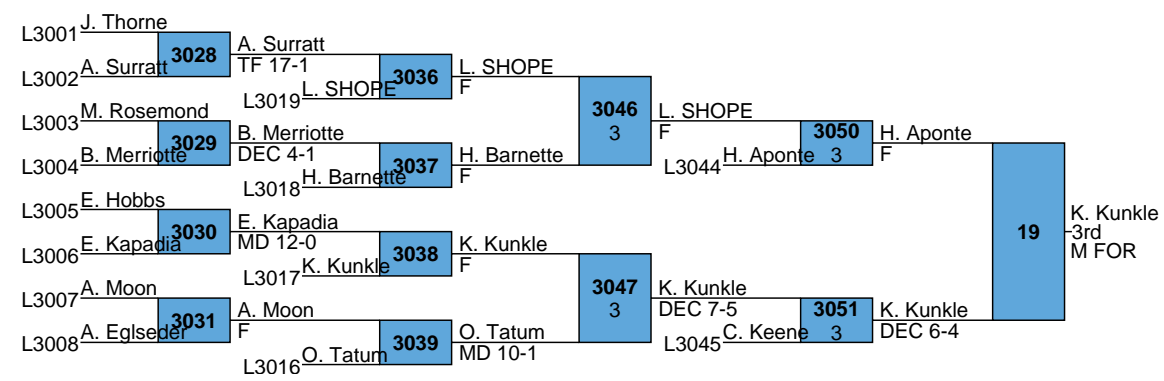 L3001 J. Thorne
3028
A. Surratt
TF 17-1
L3002 A. Surratt
3036
L. SHOPE
F
L3019 L. SHOPE
L3003 M. Rosemond
3029
B. Merriotte
DEC 4-1
L3004 B. Merriotte
3037
H. Barnette
F
L3018 H. Barnette
3046
3
L. SHOPE
F
L3044 H. Aponte
3050
3
H. Aponte
F
L3005 E. Hobbs
3030
E. Kapadia
MD 12-0
L3006 E. Kapadia
3038
K. Kunkle
F
L3017 K. Kunkle
L3007 A. Moon
3031
A. Moon
F
L3008 A. Eglseder
3039
O. Tatum
MD 10-1
L3016 O. Tatum
3047
3
K. Kunkle
DEC 7-5
L3045 C. Keene
3051
3
K. Kunkle
DEC 6-4
19
K. Kunkle
3rd
M FOR